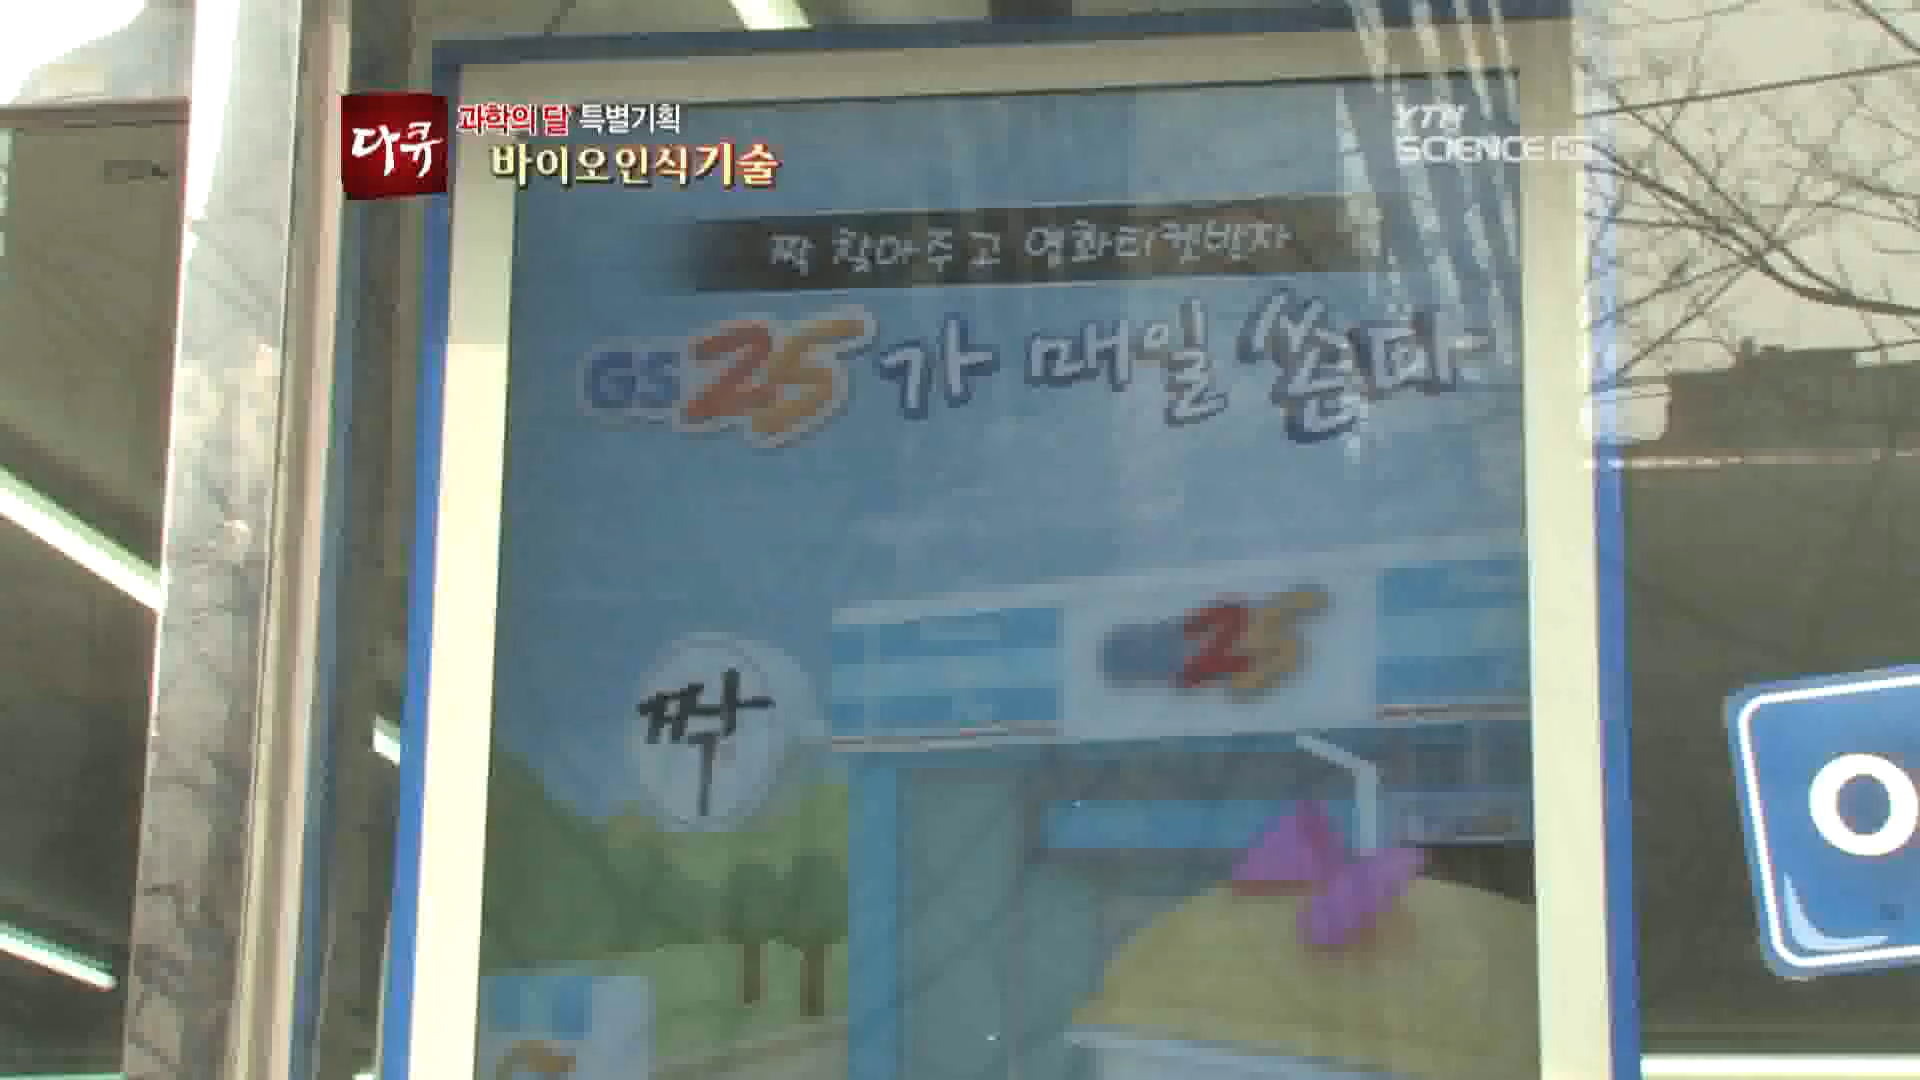 다큐
과학의 달 특별기획
바이오인식기술
YTN
SCIENCE HD
짝 찾아주고 영화티켓받자
GS25가 매일 쏜다
GS25
짝